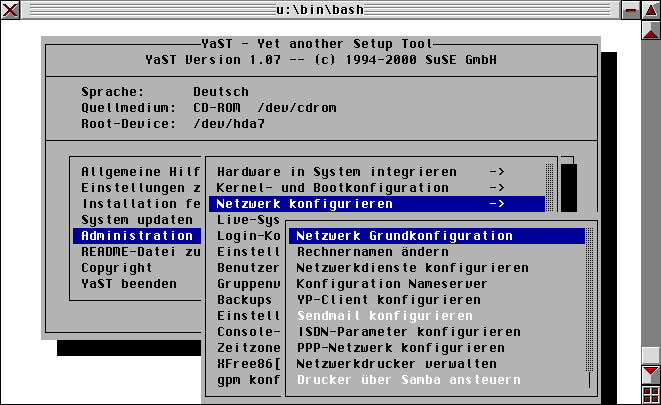 u:\bin\bash
YaST - Yet another Setup Tool
YaST Version 1.07 -- (c) 1994-2000 SuSE GmbH
Sprache: Deutsch
Quellmedium: CD-ROM /dev/cdrom
Root-Device: /dev/hda7
Allgemeine Hilf
Einstellungen z
Installation fe
System updaten
Administration
README-Datei zu
Copyright
YaST beenden
Hardware in System integrieren ->
Kernel- und Bootkonfiguration ->
Netzwerk konfigurieren ->
Live-Sys
Login-Ko
Einstell
Benutzer
Gruppenv
Backups
Einstell
Console-
Zeitzone
XFree86[
gpm konf
Netzwerk Grundkonfiguration
Rechnernamen ändern
Netzwerkdienste konfigurieren
Konfiguration Nameserver
YP-Client konfigurieren
Sendmail konfigurieren
ISDN-Parameter konfigurieren
PPP-Netzwerk konfigurieren
Netzwerkdrucker verwalten
Drucker über Samba ansteuern